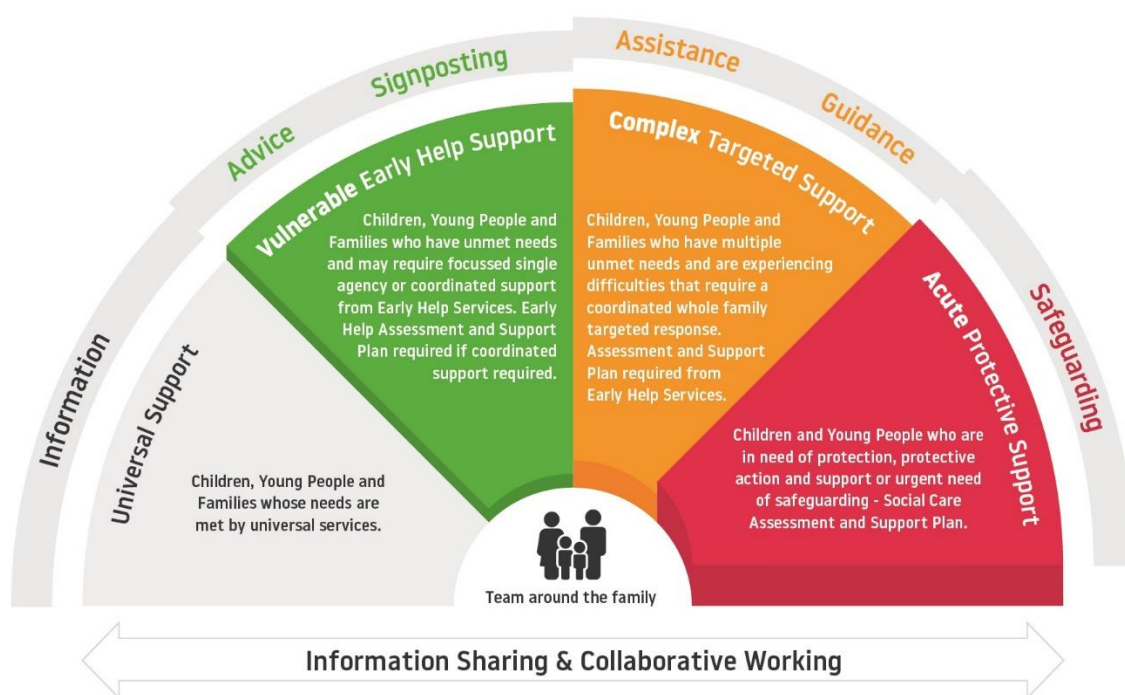 Information
Advice
Signposting
Assistance
Guidance
Safeguarding
Universal Support
Children, Young People and
Families whose needs are
met by universal services.
Vulnerable Early Help Support
Children, Young People and
Families who have unmet needs
and may require focussed single
agency or coordinated support
from Early Help Services. Early
Help Assessment and Support
Plan required if coordinated
support required.
Complex Targeted Support
Children, Young People and
Families who have multiple
unmet needs and are experiencing
difficulties that require a
coordinated whole family
targeted response.
Assessment and Support
Plan required from
Early Help Services.
Acute Protective Support
Children and Young People who are
in need of protection, protective
action and support or urgent need
of safeguarding - Social Care
Assessment and Support Plan.
Team around the family
Information Sharing & Collaborative Working